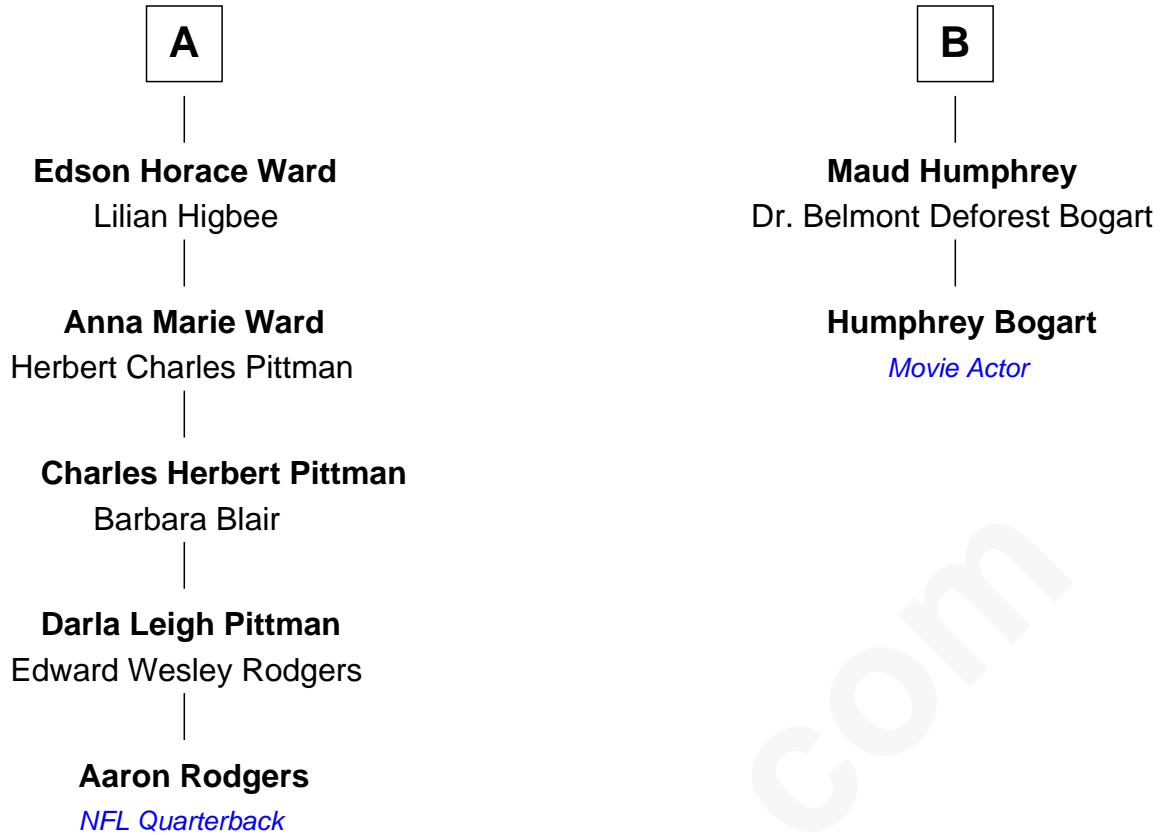 A
Edson Horace Ward
Lilian Higbee
Anna Marie Ward
Herbert Charles Pittman
Charles Herbert Pittman
Barbara Blair
Darla Leigh Pittman
Edward Wesley Rodgers
Aaron Rodgers
NFL Quarterback
B
Maud Humphrey
Dr. Belmont Deforest Bogart
Humphrey Bogart
Movie Actor
com